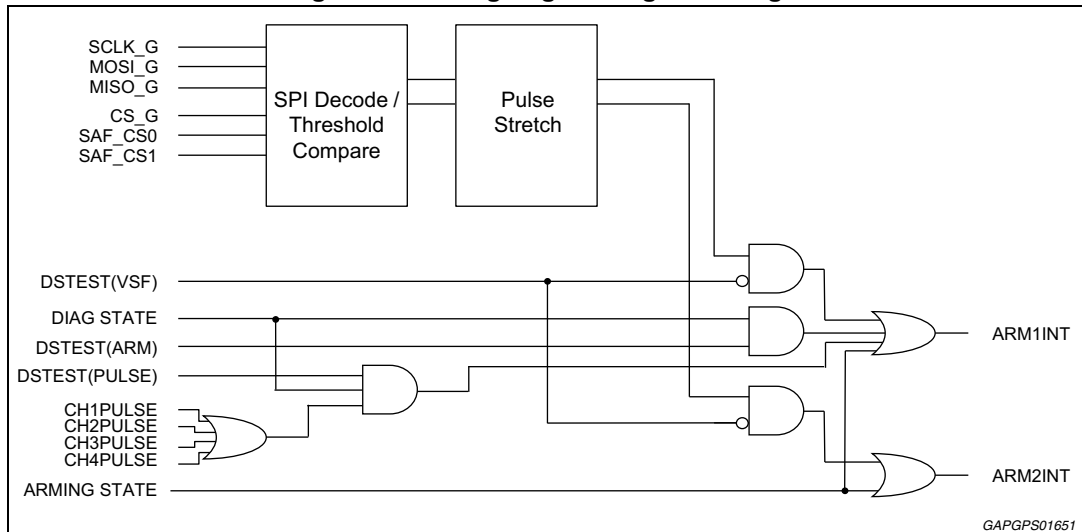 SCLK_G
MOSI_G
MISO_G
CS_G
SAF_CS0
SAF_CS1
SPI Decode /
Threshold
Compare
Pulse
Stretch
DSTEST(VSF)
DIAG STATE
DSTEST(ARM)
DSTEST(PULSE)
CH1PULSE
CH2PULSE
CH3PULSE
CH4PULSE
ARMING STATE
ARM1INT
ARM2INT
GAPGPS01651